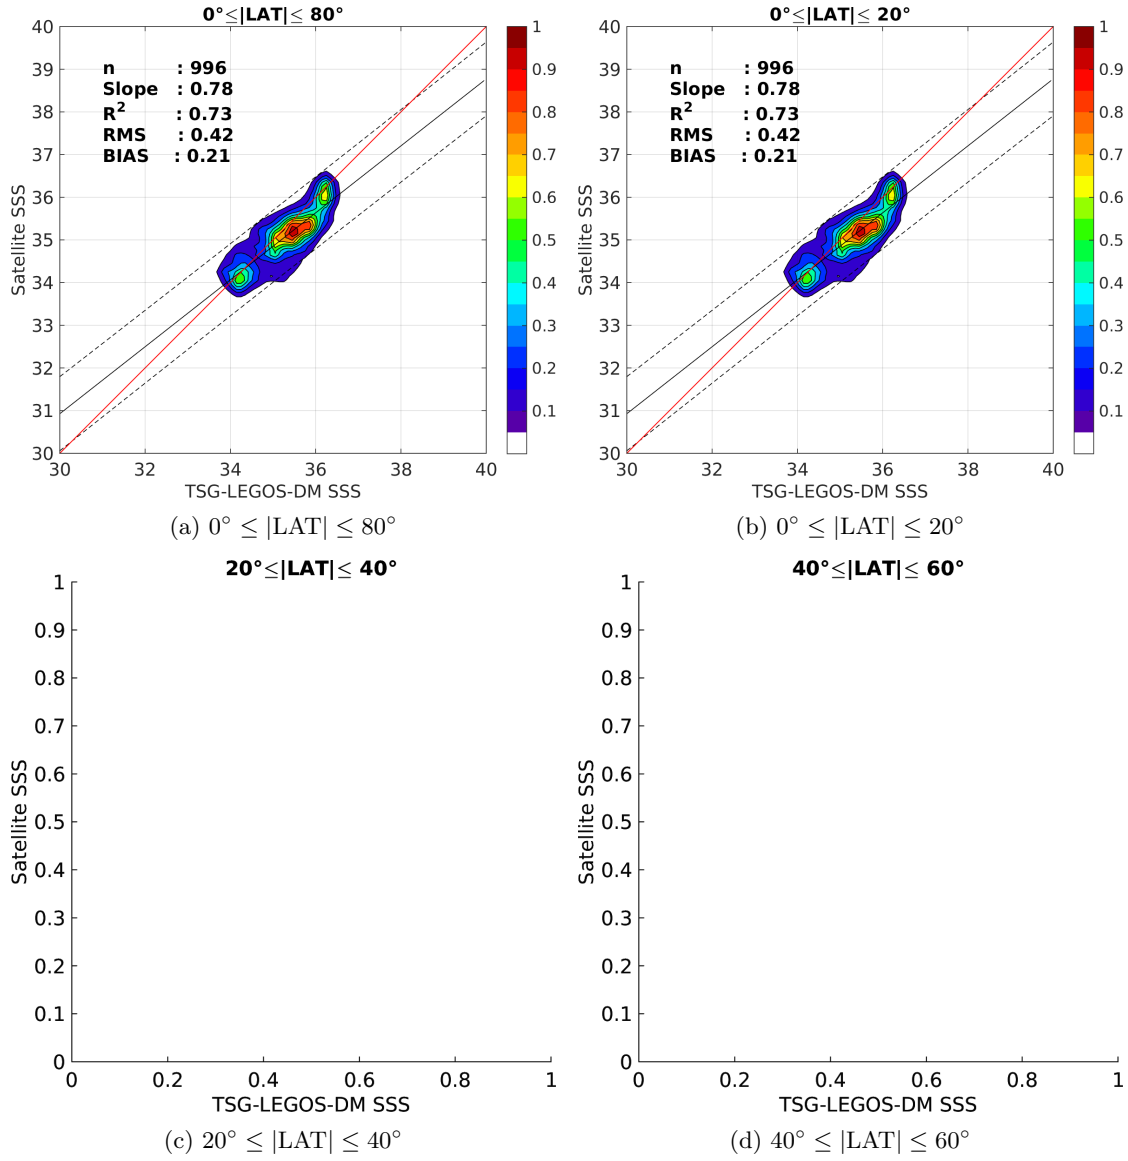 0°≤|LAT|≤ 80°
n : 996
Slope : 0.78
R² : 0.73
RMS : 0.42
BIAS : 0.21
40
39
38
37
36
35
34
33
32
31
30
Satellite SSS
30 32 34 36 38 40
TSG-LEGOS-DM SSS
1
0.9
0.8
0.7
0.6
0.5
0.4
0.3
0.2
0.1
(a) 0° ≤ |LAT| ≤ 80°
0°≤|LAT|≤ 20°
n : 996
Slope : 0.78
R² : 0.73
RMS : 0.42
BIAS : 0.21
40
39
38
37
36
35
34
33
32
31
30
Satellite SSS
30 32 34 36 38 40
TSG-LEGOS-DM SSS
1
0.9
0.8
0.7
0.6
0.5
0.4
0.3
0.2
0.1
(b) 0° ≤ |LAT| ≤ 20°
20°≤|LAT|≤ 40°
1
0.9
0.8
0.7
0.6
0.5
0.4
0.3
0.2
0.1
0
Satellite SSS
0 0.2 0.4 0.6 0.8 1
TSG-LEGOS-DM SSS
(c) 20° ≤ |LAT| ≤ 40°
40°≤|LAT|≤ 60°
1
0.9
0.8
0.7
0.6
0.5
0.4
0.3
0.2
0.1
0
Satellite SSS
0 0.2 0.4 0.6 0.8 1
TSG-LEGOS-DM SSS
(d) 40° ≤ |LAT| ≤ 60°